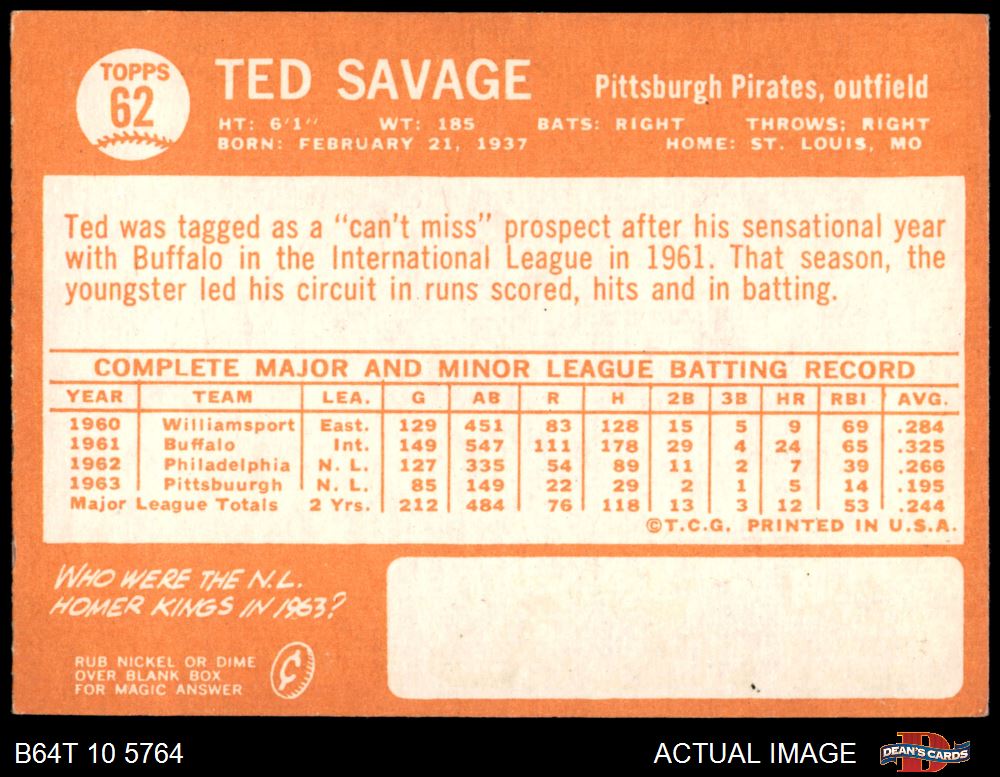 TOPPS
62
TED SAVAGE
Pittsburgh Pirates, outfield
HT: 6'1" WT: 185 BATS: RIGHT THROWS: RIGHT
BORN: FEBRUARY 21, 1937 HOME: ST. LOUIS, MO
Ted was tagged as a "can't miss" prospect after his sensational year
with Buffalo in the International League in 1961. That season, the
youngster led his circuit in runs scored, hits and in batting.
COMPLETE MAJOR AND MINOR LEAGUE BATTING RECORD
YEAR TEAM LEA. G AB R H 2B 3B HR RBI AVG.
1960 Williamsport East. 129 451 83 128 15 5 9 69 .284
1961 Buffalo Int. 149 547 111 178 29 4 24 65 .325
1962 Philadelphia N. L. 127 335 54 89 11 2 7 39 .266
1963 Pittsbuurgh N. L. 85 149 22 29 2 1 5 14 .195
Major League Totals 2 Yrs. 212 484 76 118 13 3 12 53 .244
©T.C.G. PRINTED IN U.S.A.
WHO WERE THE N.L.
HOMER KINGS IN 1963?
RUB NICKEL OR DIME
OVER BLANK BOX
FOR MAGIC ANSWER
B64T 10 5764 ACTUAL IMAGE DEAN'S CARDS